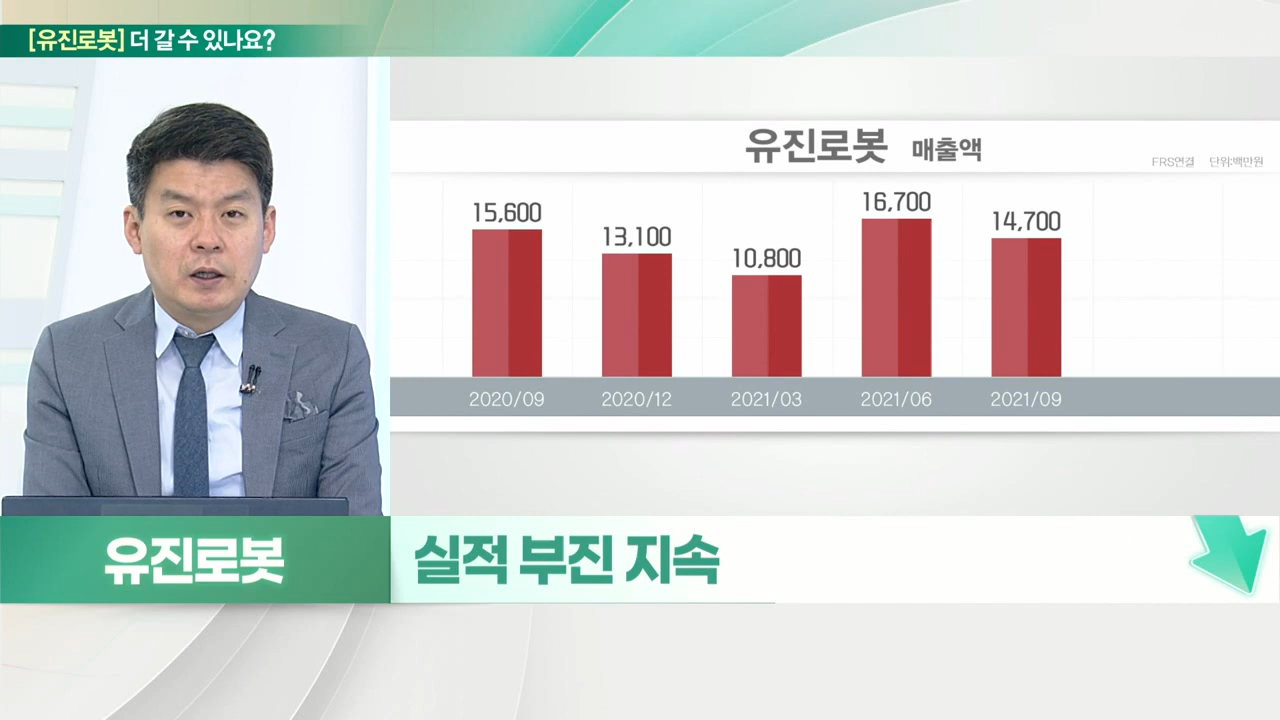 [유진로봇] 더 갈 수 있나요?
유진로봇 매출액
FRS연결 단위:백만원
15,600
13,100
10,800
16,700
14,700
2020/09
2020/12
2021/03
2021/06
2021/09
유진로봇
실적 부진 지속